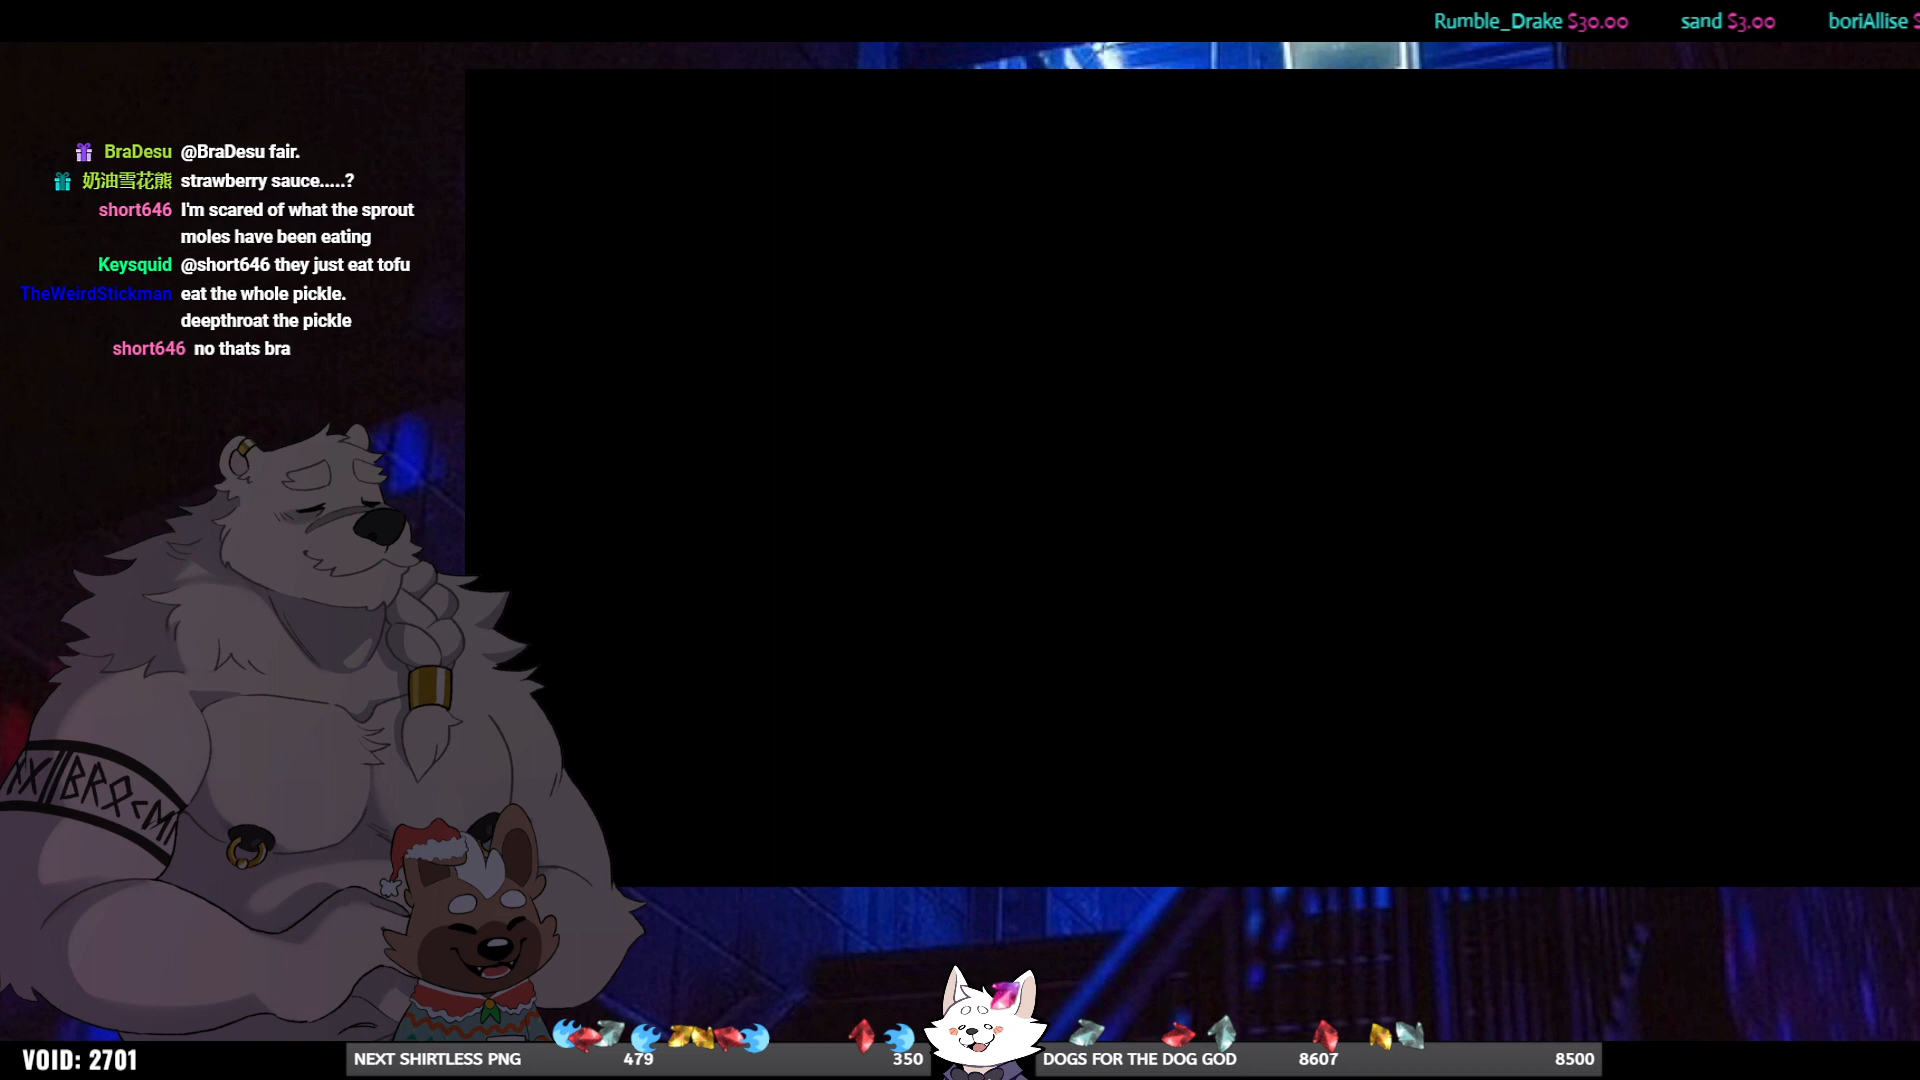 Rumble_Drake $30.00 sand $3.00 boriAllise $
BraDesu @BraDesu fair.
奶油雪花熊 strawberry sauce.....?
short646 I'm scared of what the sprout
moles have been eating
Keysquid @short646 they just eat tofu
TheWeirdStickman eat the whole pickle.
deepthroat the pickle
short646 no thats bra
VOID: 2701
NEXT SHIRTLESS PNG 479 350
DOGS FOR THE DOG GOD 8607 8500